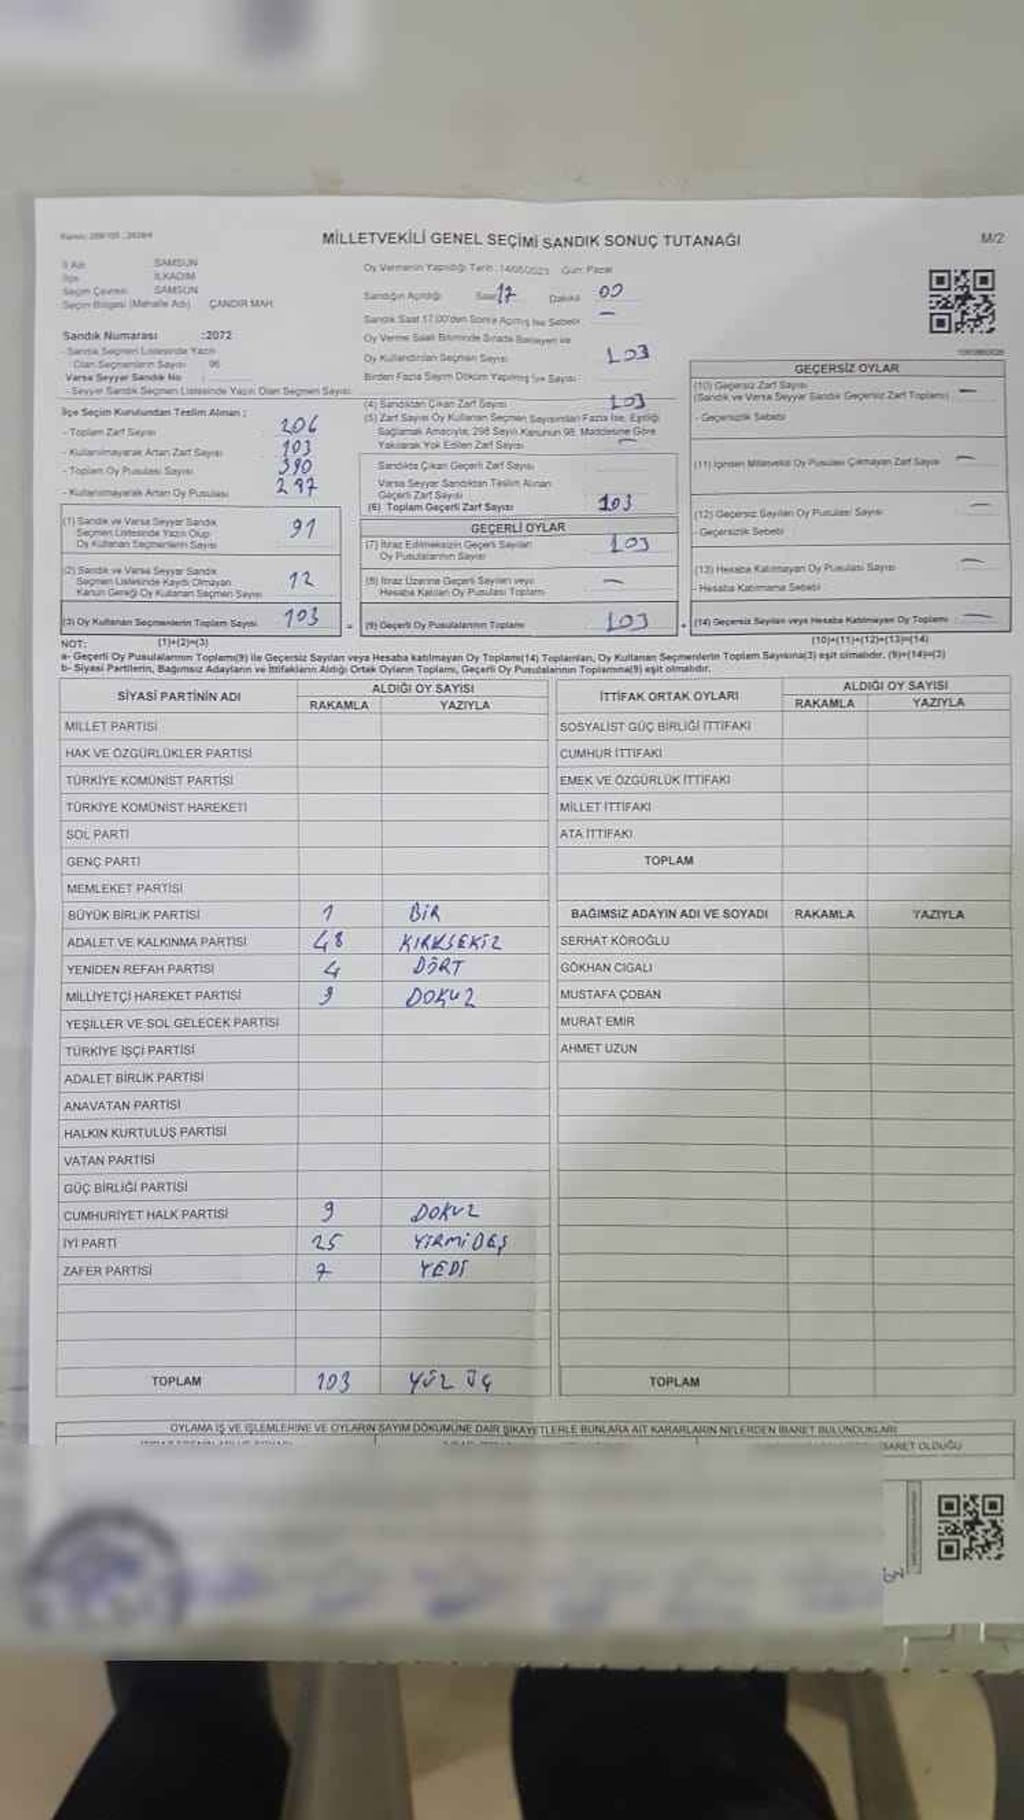 MİLLETVEKİLİ GENEL SEÇİMİ SANDIK SONUÇ TUTANAĞI
M/2
İl Adı SAMSUN
İlçe İLKADIM
Seçim Çevresi SAMSUN
Seçim Bölgesi (Mahalle Adı) ÇANDIR MAH.
Sandık Numarası :2072
- Sandık Seçmen Listesinde Yazılı
Olan Seçmenlerin Sayısı 96
Varsa Seyyar Sandık No :
- Seyyar Sandık Seçmen Listesinde Yazılı Olan Seçmen Sayısı:
İlçe Seçim Kurulundan Teslim Alınan ;
- Toplam Zarf Sayısı 206
- Kullanılmayarak Artan Zarf Sayısı 103
- Toplam Oy Pusulası Sayısı 390
- Kullanılmayarak Artan Oy Pusulası 287
(1) Sandık ve Varsa Seyyar Sandık
Seçmen Listesinde Yazılı Olup
Oy Kullanan Seçmenlerin Sayısı 91
(2) Sandık ve Varsa Seyyar Sandık
Seçmen Listesinde Kaydı Olmayan
Kanun Gereği Oy Kullanan Seçmen Sayısı 12
(3) Oy Kullanan Seçmenlerin Toplam Sayısı 103
Oy Vermenin Yapıldığı Tarih : 14/05/2023 Gün: Pazar
Sandığın Açıldığı Saat 17 Dakika 00
Sandık Saat 17.00'den Sonra Açılmış İse Sebebi —
Oy Verme Saati Bitiminde Sırada Bekleyen ve
Oy Kullandırılan Seçmen Sayısı 103
Birden Fazla Sayım Döküm Yapılmış İse Sayısı
(4) Sandıktan Çıkan Zarf Sayısı 103
(5) Zarf Sayısı Oy Kullanan Seçmen Sayısından Fazla İse, Eşitliği
Sağlamak Amacıyla, 298 Sayılı Kanunun 98. Maddesine Göre
Yakılarak Yok Edilen Zarf Sayısı —
Sandıkta Çıkan Geçerli Zarf Sayısı
Varsa Seyyar Sandıktan Teslim Alınan
Geçerli Zarf Sayısı
(6) Toplam Geçerli Zarf Sayısı 103
GEÇERLİ OYLAR
(7) İtiraz Edilmeksizin Geçerli Sayılan
Oy Pusulalarının Sayısı 103
(8) İtiraz Üzerine Geçerli Sayılan veya
Hesaba Katılan Oy Pusulası Toplamı —
(9) Geçerli Oy Pusulalarının Toplamı 103
GEÇERSİZ OYLAR
(10) Geçersiz Zarf Sayısı
(Sandık ve Varsa Seyyar Sandık Geçersiz Zarf Toplamı) —
- Geçersizlik Sebebi
(11) İçinden Milletvekili Oy Pusulası Çıkmayan Zarf Sayısı —
(12) Geçersiz Sayılan Oy Pusulası Sayısı —
- Geçersizlik Sebebi
(13) Hesaba Katılmayan Oy Pusulası Sayısı —
- Hesaba Katılmama Sebebi
(14) Geçersiz Sayılan veya Hesaba Katılmayan Oy Toplamı —
NOT: (1)+(2)=(3) (10)+(11)+(12)+(13)=(14)
a- Geçerli Oy Pusulalarının Toplamı(9) ile Geçersiz Sayılan veya Hesaba katılmayan Oy Toplamı(14) Toplamları, Oy Kullanan Seçmenlerin Toplam Sayısına(3) eşit olmalıdır. (9)+(14)=(3)
b- Siyasi Partilerin, Bağımsız Adayların ve İttifakların Aldığı Ortak Oyların Toplamı, Geçerli Oy Pusulalarının Toplamına(9) eşit olmalıdır.
SİYASİ PARTİNİN ADI ALDIĞI OY SAYISI
RAKAMLA YAZIYLA
MİLLET PARTİSİ
HAK VE ÖZGÜRLÜKLER PARTİSİ
TÜRKİYE KOMÜNİST PARTİSİ
TÜRKİYE KOMÜNİST HAREKETİ
SOL PARTİ
GENÇ PARTİ
MEMLEKET PARTİSİ
BÜYÜK BİRLİK PARTİSİ 1 BİR
ADALET VE KALKINMA PARTİSİ 48 KIRKSEKİZ
YENİDEN REFAH PARTİSİ 4 DÖRT
MİLLİYETÇİ HAREKET PARTİSİ 9 DOKUZ
YEŞİLLER VE SOL GELECEK PARTİSİ
TÜRKİYE İŞÇİ PARTİSİ
ADALET BİRLİK PARTİSİ
ANAVATAN PARTİSİ
HALKIN KURTULUŞ PARTİSİ
VATAN PARTİSİ
GÜÇ BİRLİĞİ PARTİSİ
CUMHURİYET HALK PARTİSİ 9 DOKUZ
İYİ PARTİ 25 YİRMİ BEŞ
ZAFER PARTİSİ 7 YEDİ
TOPLAM 103 YÜZ ÜÇ
İTTİFAK ORTAK OYLARI ALDIĞI OY SAYISI
RAKAMLA YAZIYLA
SOSYALİST GÜÇ BİRLİĞİ İTTİFAKI
CUMHUR İTTİFAKI
EMEK VE ÖZGÜRLÜK İTTİFAKI
MİLLET İTTİFAKI
ATA İTTİFAKI
TOPLAM
BAĞIMSIZ ADAYIN ADI VE SOYADI RAKAMLA YAZIYLA
SERHAT KÖROĞLU
GÖKHAN CIGALI
MUSTAFA ÇOBAN
MURAT EMİR
AHMET UZUN
TOPLAM
OYLAMA İŞ VE İŞLEMLERİNE VE OYLARIN SAYIM DÖKÜMÜNE DAİR ŞİKAYETLERLE BUNLARA AİT KARARLARIN NELERDEN İBARET BULUNDUKLARI
İBARET OLDUĞU